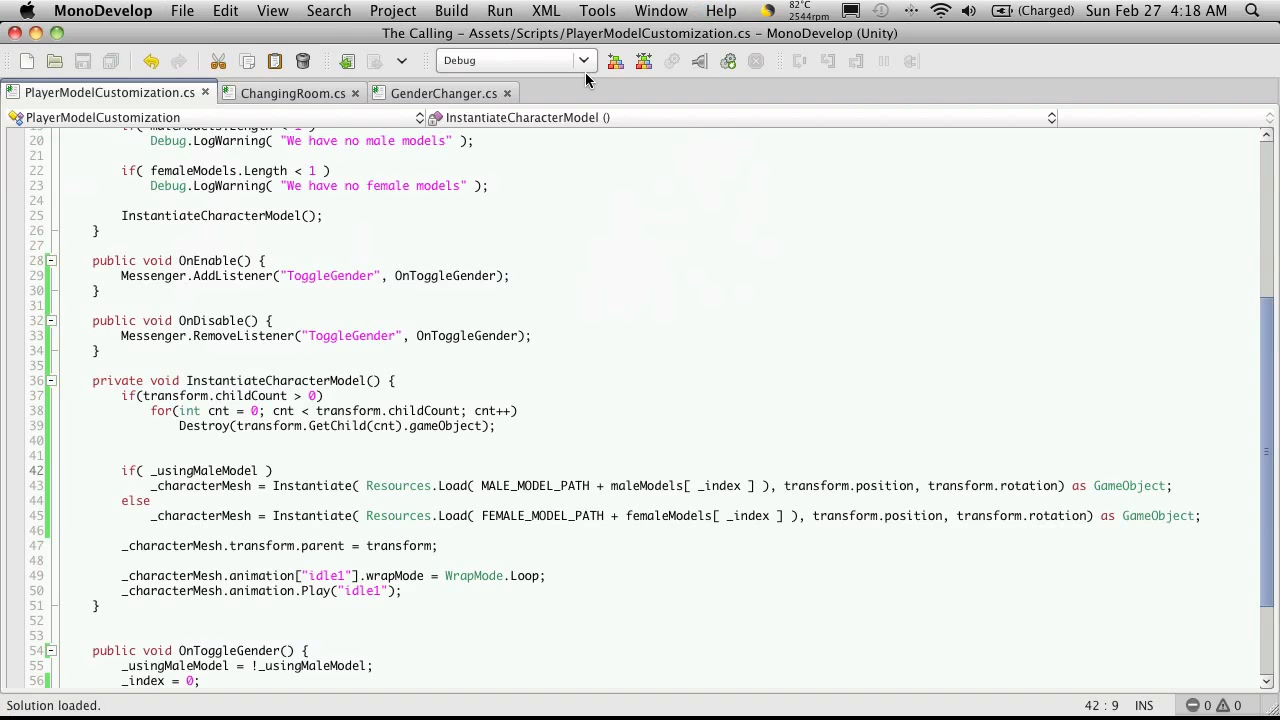 MonoDevelop File Edit View Search Project Build Run XML Tools Window Help 82°C 2544rpm (Charged) Sun Feb 27 4:18 AM
The Calling – Assets/Scripts/PlayerModelCustomization.cs – MonoDevelop (Unity)
Debug
PlayerModelCustomization.cs ChangingRoom.cs GenderChanger.cs
PlayerModelCustomization InstantiateCharacterModel ()
20 Debug.LogWarning( "We have no male models" );
21
22 if( femaleModels.Length < 1 )
23 Debug.LogWarning( "We have no female models" );
24
25 InstantiateCharacterModel();
26 }
27
28 public void OnEnable() {
29 Messenger.AddListener("ToggleGender", OnToggleGender);
30 }
31
32 public void OnDisable() {
33 Messenger.RemoveListener("ToggleGender", OnToggleGender);
34 }
35
36 private void InstantiateCharacterModel() {
37 if(transform.childCount > 0)
38 for(int cnt = 0; cnt < transform.childCount; cnt++)
39 Destroy(transform.GetChild(cnt).gameObject);
40
41
42 if( _usingMaleModel )
43 _characterMesh = Instantiate( Resources.Load( MALE_MODEL_PATH + maleModels[ _index ] ), transform.position, transform.rotation) as GameObject;
44 else
45 _characterMesh = Instantiate( Resources.Load( FEMALE_MODEL_PATH + femaleModels[ _index ] ), transform.position, transform.rotation) as GameObject;
46
47 _characterMesh.transform.parent = transform;
48
49 _characterMesh.animation["idle1"].wrapMode = WrapMode.Loop;
50 _characterMesh.animation.Play("idle1");
51 }
52
53
54 public void OnToggleGender() {
55 _usingMaleModel = !_usingMaleModel;
56 _index = 0;
Solution loaded. 42 : 9 INS 0 0